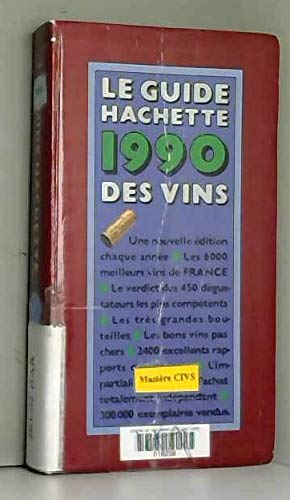 LE GUIDE
HACHETTE
1990
DES VINS
Une nouvelle édition
chaque année Les 6000
meilleurs vins de FRANCE
Le verdict des 450 dégus-
tateurs les plus compétents
Les très grandes bou-
teilles Les bons vins pas
chers 2400 excellents rap-
ports L'im-
partiali l'achat
Mastère CIVS
totalement indépendant
300 000 exemplaires vendus